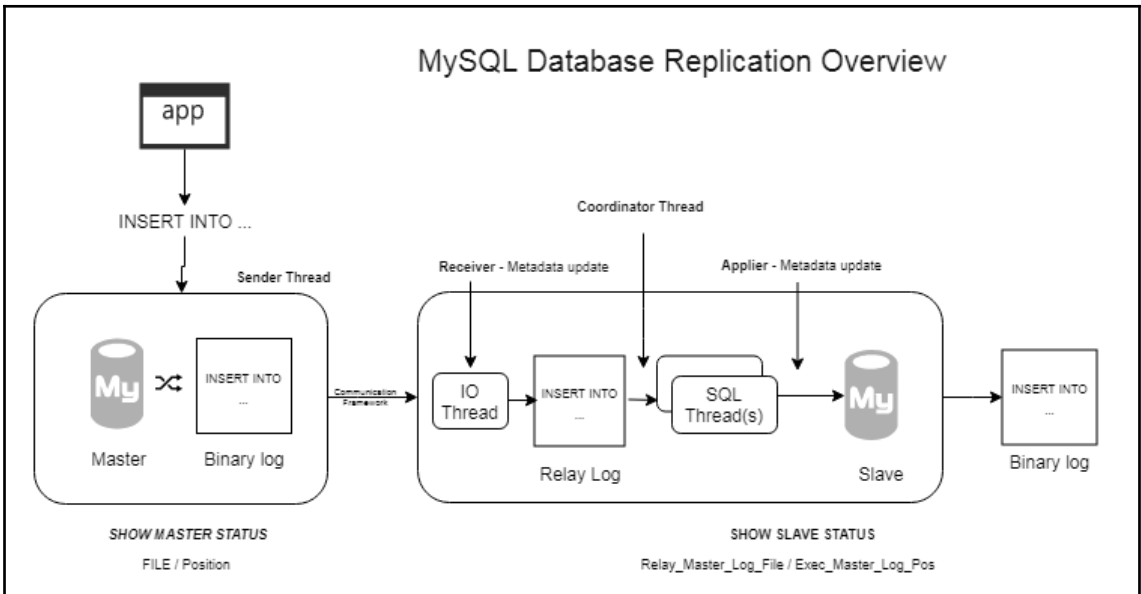 MySQL Database Replication Overview
app
INSERT INTO ...
Coordinator Thread
Receiver - Metadata update
Applier - Metadata update
Sender Thread
My
INSERT INTO
...
Master
Binary log
Communication
Framework
IO
Thread
INSERT INTO
...
Relay Log
SQL
Thread(s)
My
Slave
INSERT INTO
...
Binary log
SHOW MASTER STATUS
FILE / Position
SHOW SLAVE STATUS
Relay_Master_Log_File / Exec_Master_Log_Pos